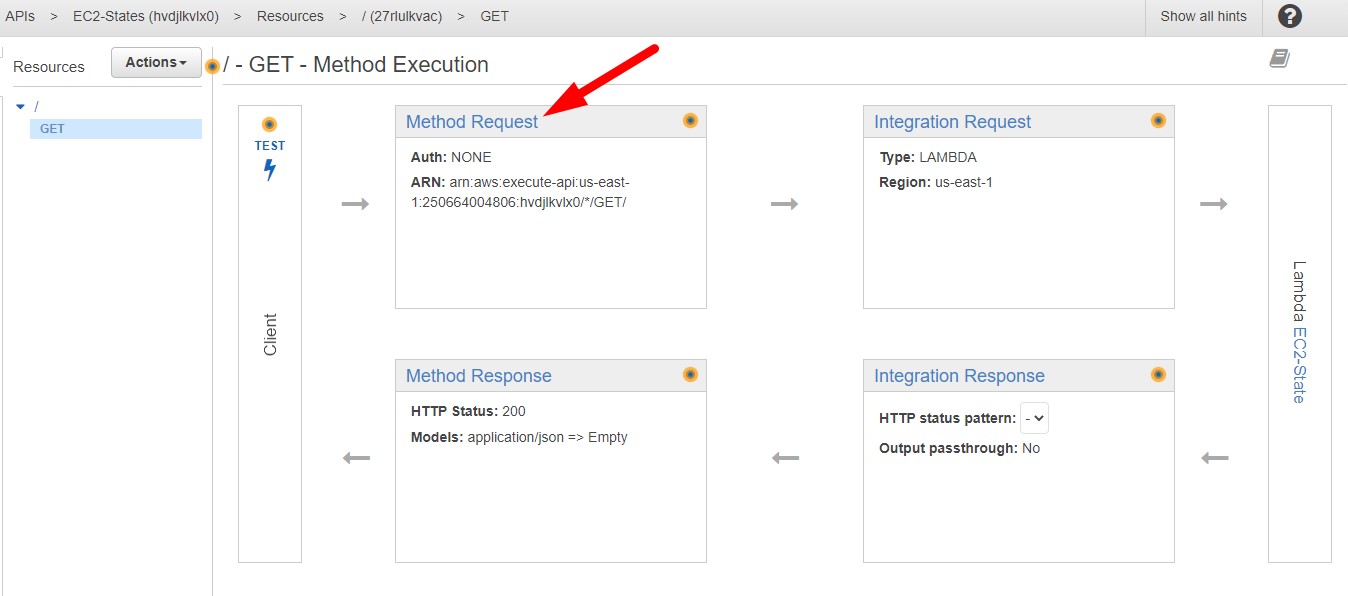 APIs > EC2-States (hvdjlkvlx0) > Resources > / (27rlulkvac) > GET
Show all hints
?
Resources
Actions
/ - GET - Method Execution
/
GET
TEST
Client
Method Request
Auth: NONE
ARN: arn:aws:execute-api:us-east-
1:250664004806:hvdjlkvlx0/*/GET/
Integration Request
Type: LAMBDA
Region: us-east-1
Lambda EC2-State
Method Response
HTTP Status: 200
Models: application/json => Empty
Integration Response
HTTP status pattern: -
Output passthrough: No